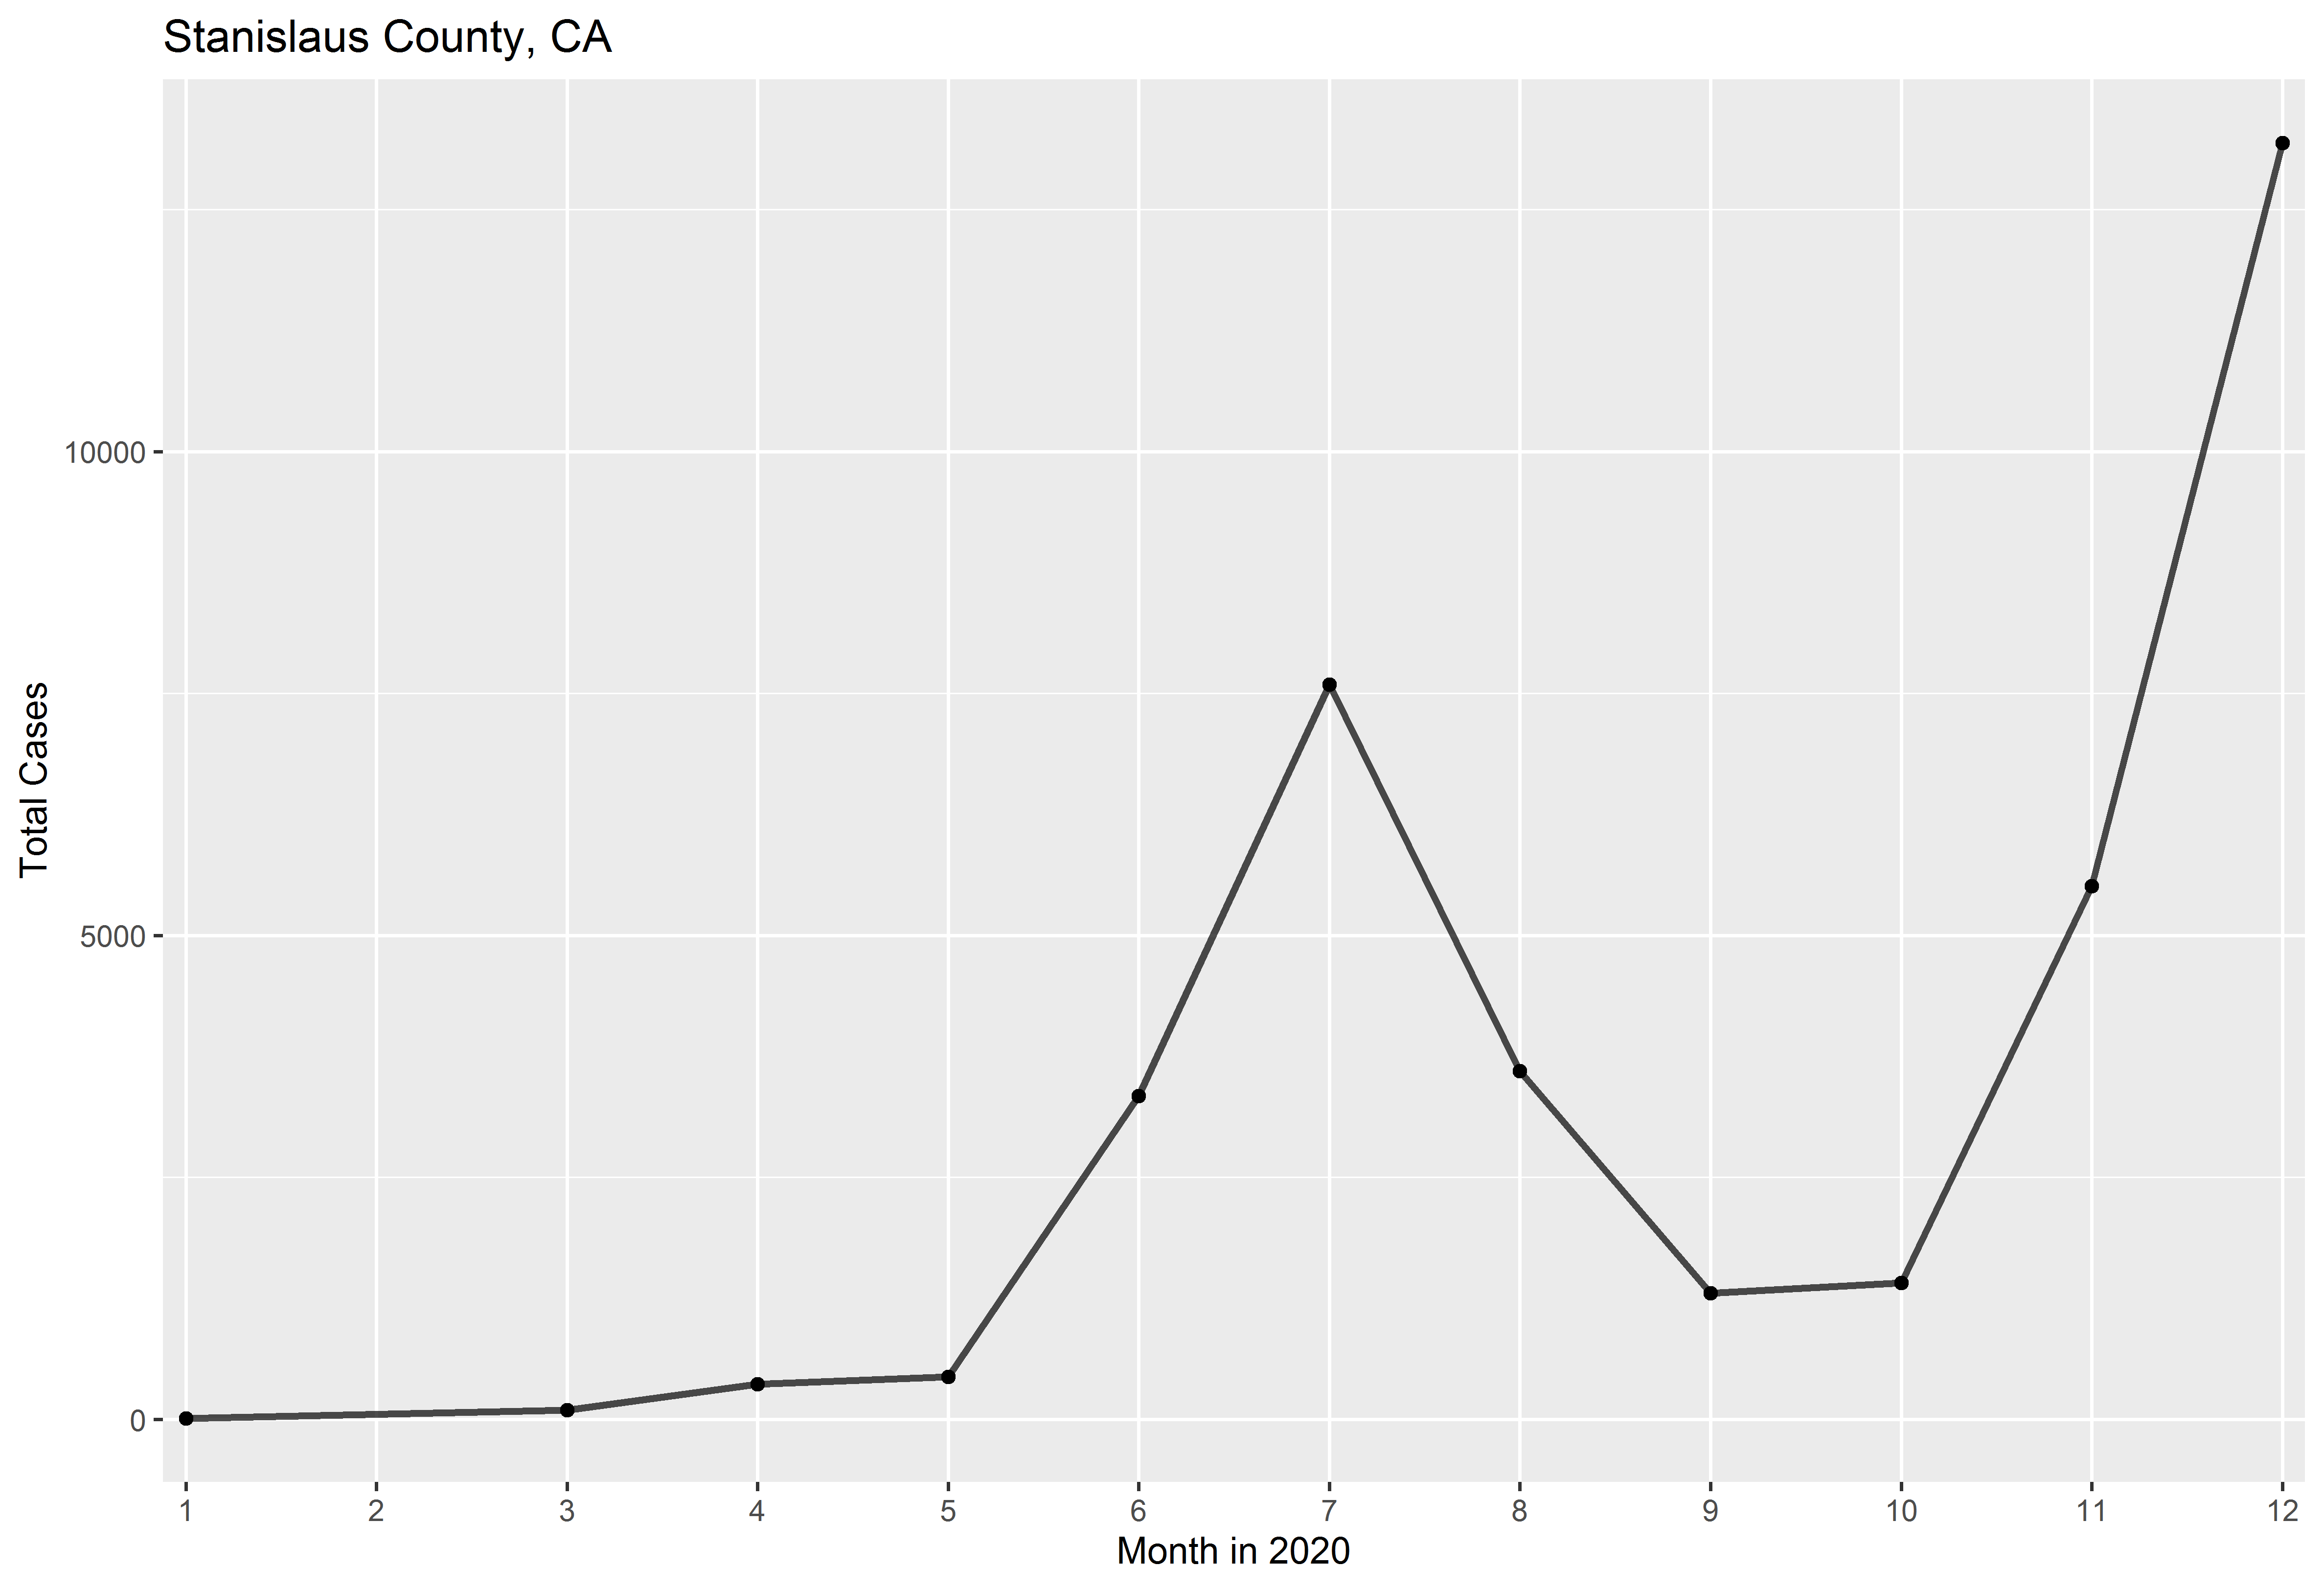 Stanislaus County, CA
Total Cases
10000
5000
0
1 2 3 4 5 6 7 8 9 10 11 12
Month in 2020